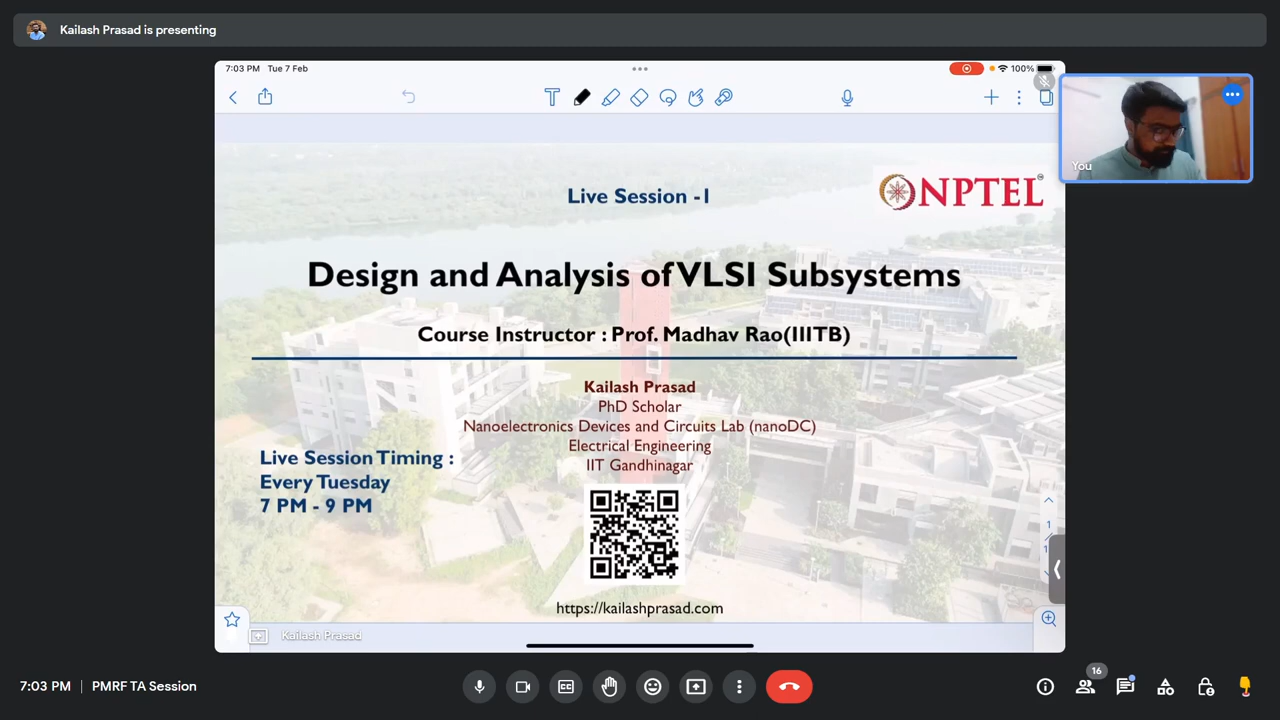 Kailash Prasad is presenting
7:03 PM Tue 7 Feb
100%
You
Live Session -1
NPTEL
Design and Analysis of VLSI Subsystems
Course Instructor : Prof. Madhav Rao(IIITB)
Kailash Prasad
PhD Scholar
Nanoelectronics Devices and Circuits Lab (nanoDC)
Electrical Engineering
IIT Gandhinagar
Live Session Timing :
Every Tuesday
7 PM - 9 PM
https://kailashprasad.com
1
Kailash Prasad
7:03 PM | PMRF TA Session
16